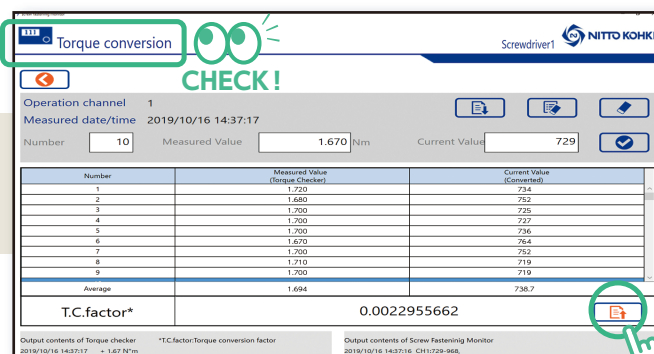 Screw fastening monitor
Torque conversion
CHECK!
Screwdriver1
NITTO KOHKI
Operation channel 1
Measured date/time 2019/10/16 14:37:17
Number 10 Measured Value 1.670 Nm Current Value 729
Number Measured Value (Torque Checker) Current Value (Converted)
1 1.720 734
2 1.680 752
3 1.700 725
4 1.700 727
5 1.700 736
6 1.670 764
7 1.700 752
8 1.710 719
9 1.700 719
Average 1.694 738.7
T.C.factor* 0.0022955662
Output contents of Torque checker *T.C.factor:Torque conversion factor Output contents of Screw Fastening Monitor
2019/10/16 14:37:17 + 1.67 N*m 2019/10/16 14:37:16 CH1:729-968,